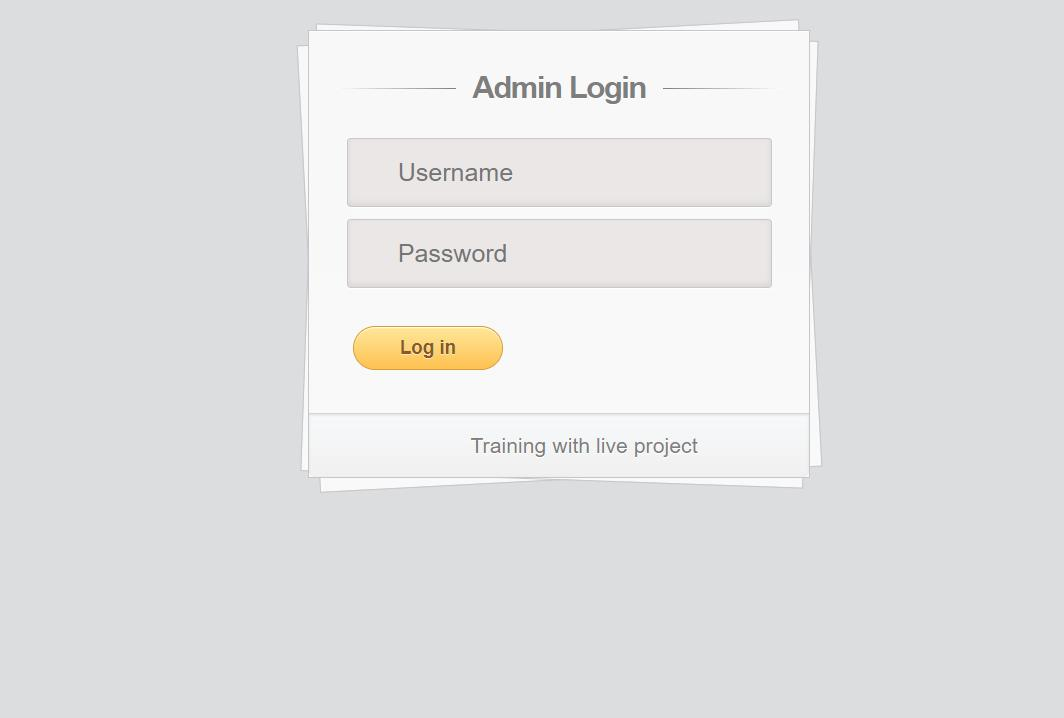 Admin Login
Username
Password
Log in
Training with live project